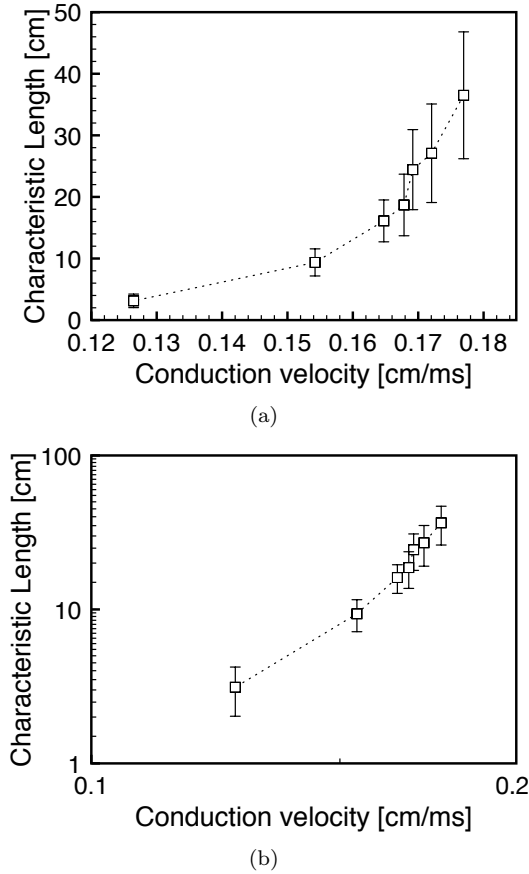 50
40
30
20
10
0
Characteristic Length [cm]
0.12 0.13 0.14 0.15 0.16 0.17 0.18
Conduction velocity [cm/ms]
(a)
100
10
1
Characteristic Length [cm]
0.1 0.2
Conduction velocity [cm/ms]
(b)